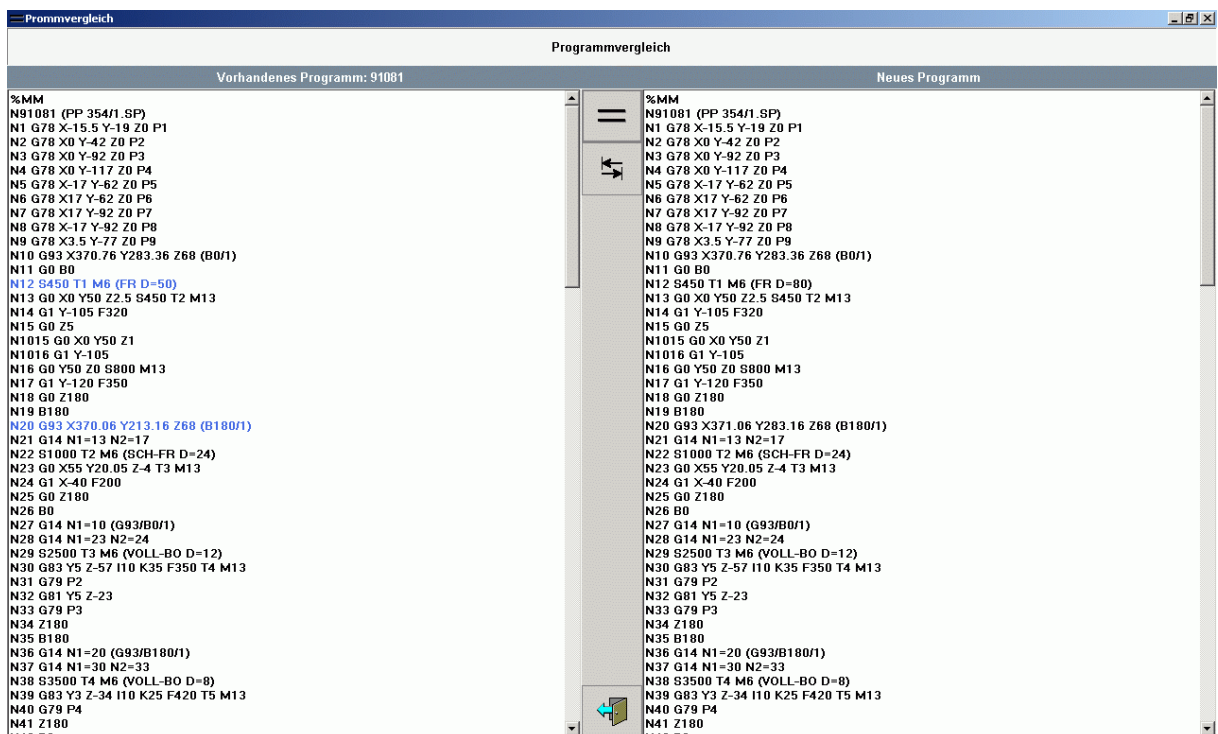 Prommvergleich
Programmvergleich
Vorhandenes Programm: 91081
%MM
N91081 (PP 354/1.SP)
N1 G78 X-15.5 Y-19 Z0 P1
N2 G78 X0 Y-42 Z0 P2
N3 G78 X0 Y-92 Z0 P3
N4 G78 X0 Y-117 Z0 P4
N5 G78 X-17 Y-62 Z0 P5
N6 G78 X17 Y-62 Z0 P6
N7 G78 X17 Y-92 Z0 P7
N8 G78 X-17 Y-92 Z0 P8
N9 G78 X3.5 Y-77 Z0 P9
N10 G93 X370.76 Y283.36 Z68 (B0/1)
N11 G0 B0
N12 S450 T1 M6 (FR D=50)
N13 G0 X0 Y50 Z2.5 S450 T2 M13
N14 G1 Y-105 F320
N15 G0 Z5
N1015 G0 X0 Y50 Z1
N1016 G1 Y-105
N16 G0 Y50 Z0 S800 M13
N17 G1 Y-120 F350
N18 G0 Z180
N19 B180
N20 G93 X370.06 Y213.16 Z68 (B180/1)
N21 G14 N1=13 N2=17
N22 S1000 T2 M6 (SCH-FR D=24)
N23 G0 X55 Y20.05 Z-4 T3 M13
N24 G1 X-40 F200
N25 G0 Z180
N26 B0
N27 G14 N1=10 (G93/B0/1)
N28 G14 N1=23 N2=24
N29 S2500 T3 M6 (VOLL-BO D=12)
N30 G83 Y5 Z-57 I10 K35 F350 T4 M13
N31 G79 P2
N32 G81 Y5 Z-23
N33 G79 P3
N34 Z180
N35 B180
N36 G14 N1=20 (G93/B180/1)
N37 G14 N1=30 N2=33
N38 S3500 T4 M6 (VOLL-BO D=8)
N39 G83 Y3 Z-34 I10 K25 F420 T5 M13
N40 G79 P4
N41 Z180
Neues Programm
%MM
N91081 (PP 354/1.SP)
N1 G78 X-15.5 Y-19 Z0 P1
N2 G78 X0 Y-42 Z0 P2
N3 G78 X0 Y-92 Z0 P3
N4 G78 X0 Y-117 Z0 P4
N5 G78 X-17 Y-62 Z0 P5
N6 G78 X17 Y-62 Z0 P6
N7 G78 X17 Y-92 Z0 P7
N8 G78 X-17 Y-92 Z0 P8
N9 G78 X3.5 Y-77 Z0 P9
N10 G93 X370.76 Y283.36 Z68 (B0/1)
N11 G0 B0
N12 S450 T1 M6 (FR D=80)
N13 G0 X0 Y50 Z2.5 S450 T2 M13
N14 G1 Y-105 F320
N15 G0 Z5
N1015 G0 X0 Y50 Z1
N1016 G1 Y-105
N16 G0 Y50 Z0 S800 M13
N17 G1 Y-120 F350
N18 G0 Z180
N19 B180
N20 G93 X371.06 Y283.16 Z68 (B180/1)
N21 G14 N1=13 N2=17
N22 S1000 T2 M6 (SCH-FR D=24)
N23 G0 X55 Y20.05 Z-4 T3 M13
N24 G1 X-40 F200
N25 G0 Z180
N26 B0
N27 G14 N1=10 (G93/B0/1)
N28 G14 N1=23 N2=24
N29 S2500 T3 M6 (VOLL-BO D=12)
N30 G83 Y5 Z-57 I10 K35 F350 T4 M13
N31 G79 P2
N32 G81 Y5 Z-23
N33 G79 P3
N34 Z180
N35 B180
N36 G14 N1=20 (G93/B180/1)
N37 G14 N1=30 N2=33
N38 S3500 T4 M6 (VOLL-BO D=8)
N39 G83 Y3 Z-34 I10 K25 F420 T5 M13
N40 G79 P4
N41 Z180